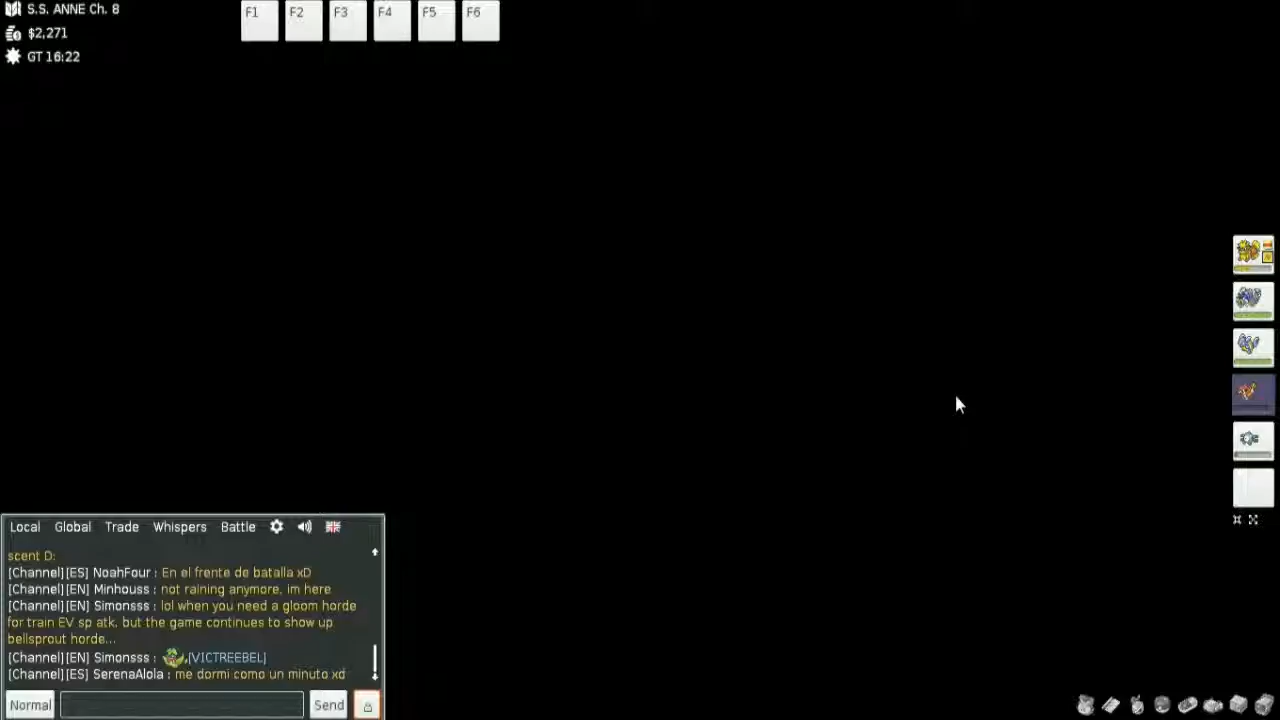 S.S. ANNE Ch. 8
$2,271
GT 16:22
F1 F2 F3 F4 F5 F6
Local Global Trade Whispers Battle
scent D:
[Channel][ES] NoahFour : En el frente de batalla xD
[Channel][EN] Minhouss : not raining anymore, im here
[Channel][EN] Simonsss : lol when you need a gloom horde
for train EV sp atk, but the game continues to show up
bellsprout horde...
[Channel][EN] Simonsss : [VICTREEBEL]
[Channel][ES] SerenaAlola : me dormi como un minuto xd
Normal Send